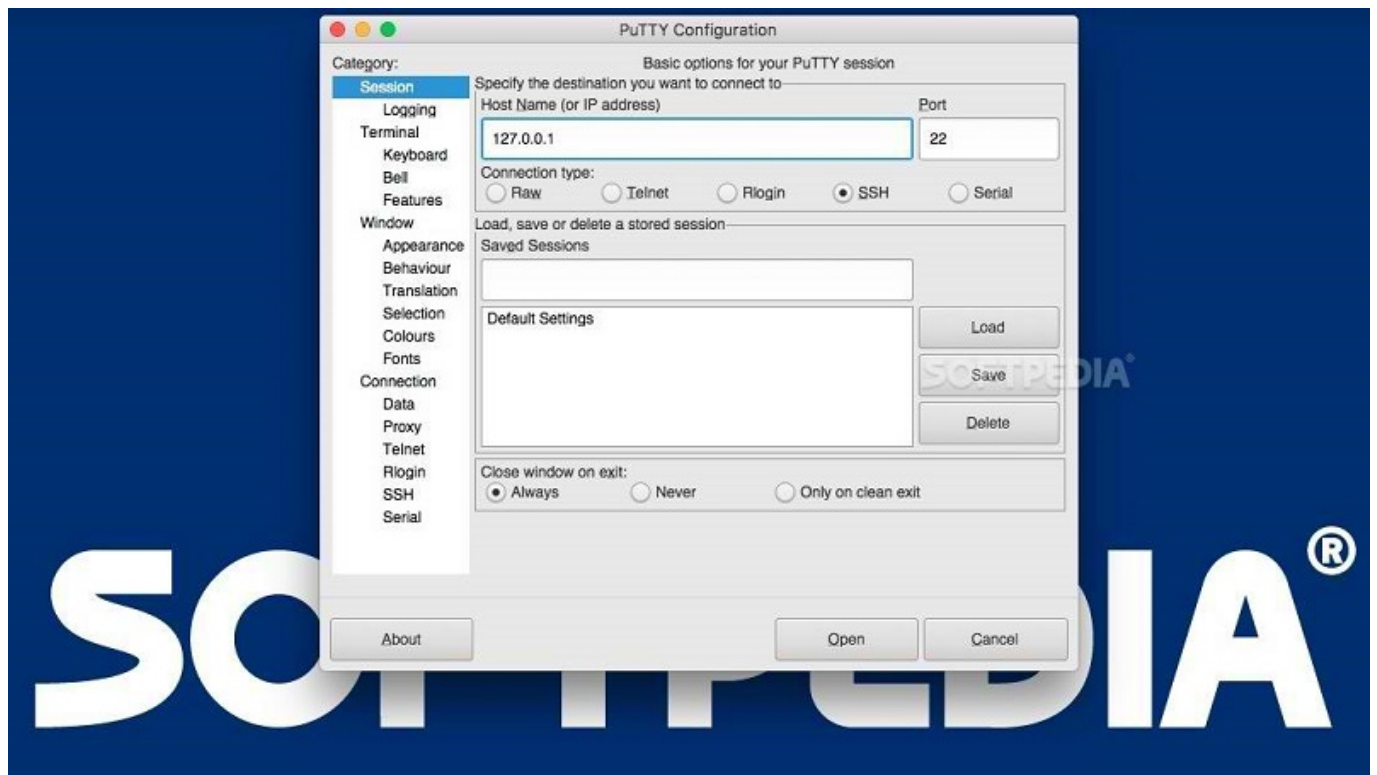 PuTTY Configuration
Category:
Basic options for your PuTTY session
Session
Logging
Terminal
Keyboard
Bell
Features
Window
Appearance
Behaviour
Translation
Selection
Colours
Fonts
Connection
Data
Proxy
Telnet
Rlogin
SSH
Serial
Specify the destination you want to connect to
Host Name (or IP address) Port
127.0.0.1 22
Connection type:
Raw Telnet Rlogin SSH Serial
Load, save or delete a stored session
Saved Sessions
Default Settings
Load
Save
Delete
SOFTPEDIA®
Close window on exit:
Always Never Only on clean exit
About Open Cancel
SOFTPEDIA®